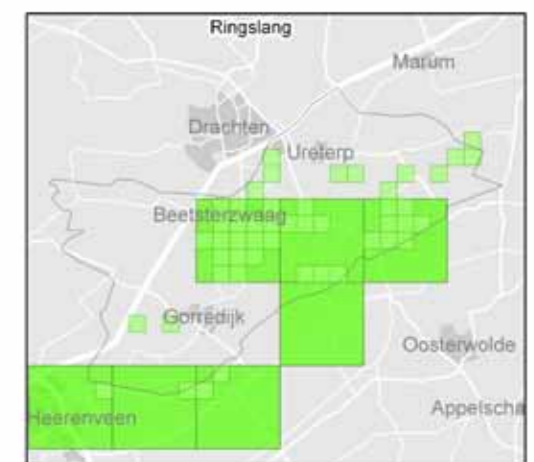 Ringslang
Marum
Drachten
Ureterp
Beetsterzwaag
Gorredijk
Oosterwolde
Appelscha
Heerenveen